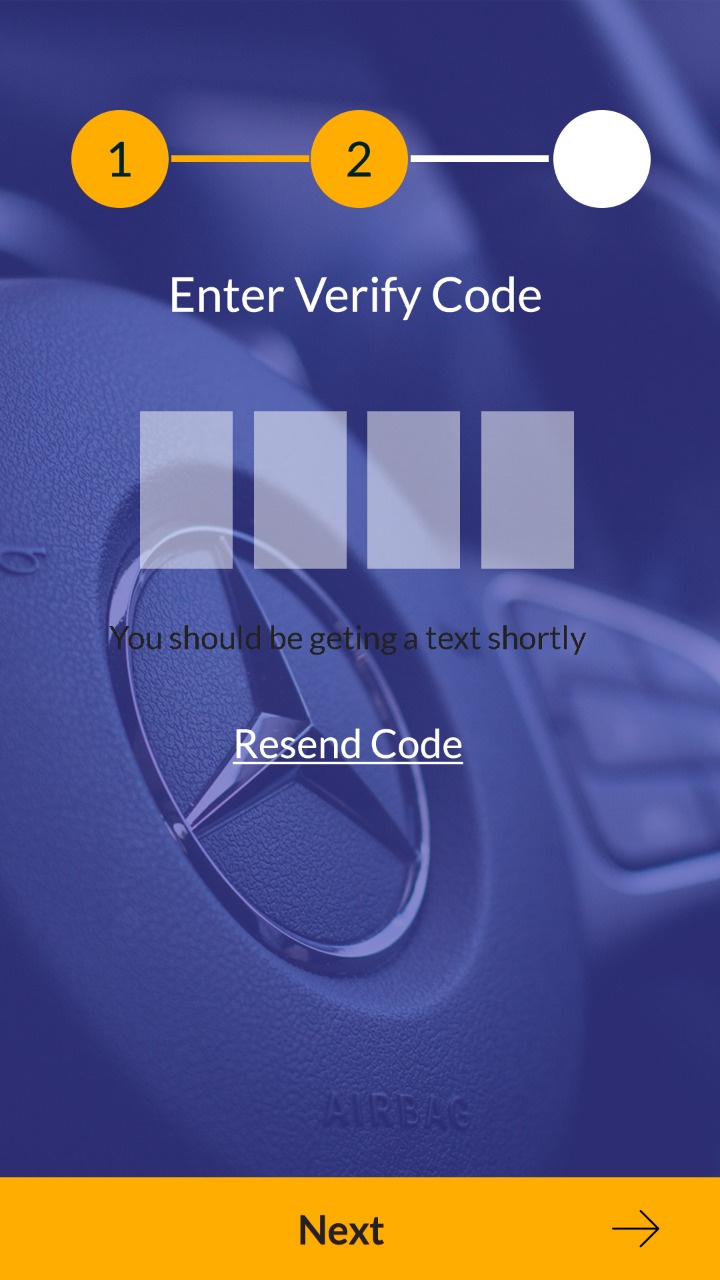 1 2
Enter Verify Code
You should be geting a text shortly
Resend Code
AIRBAG
Next